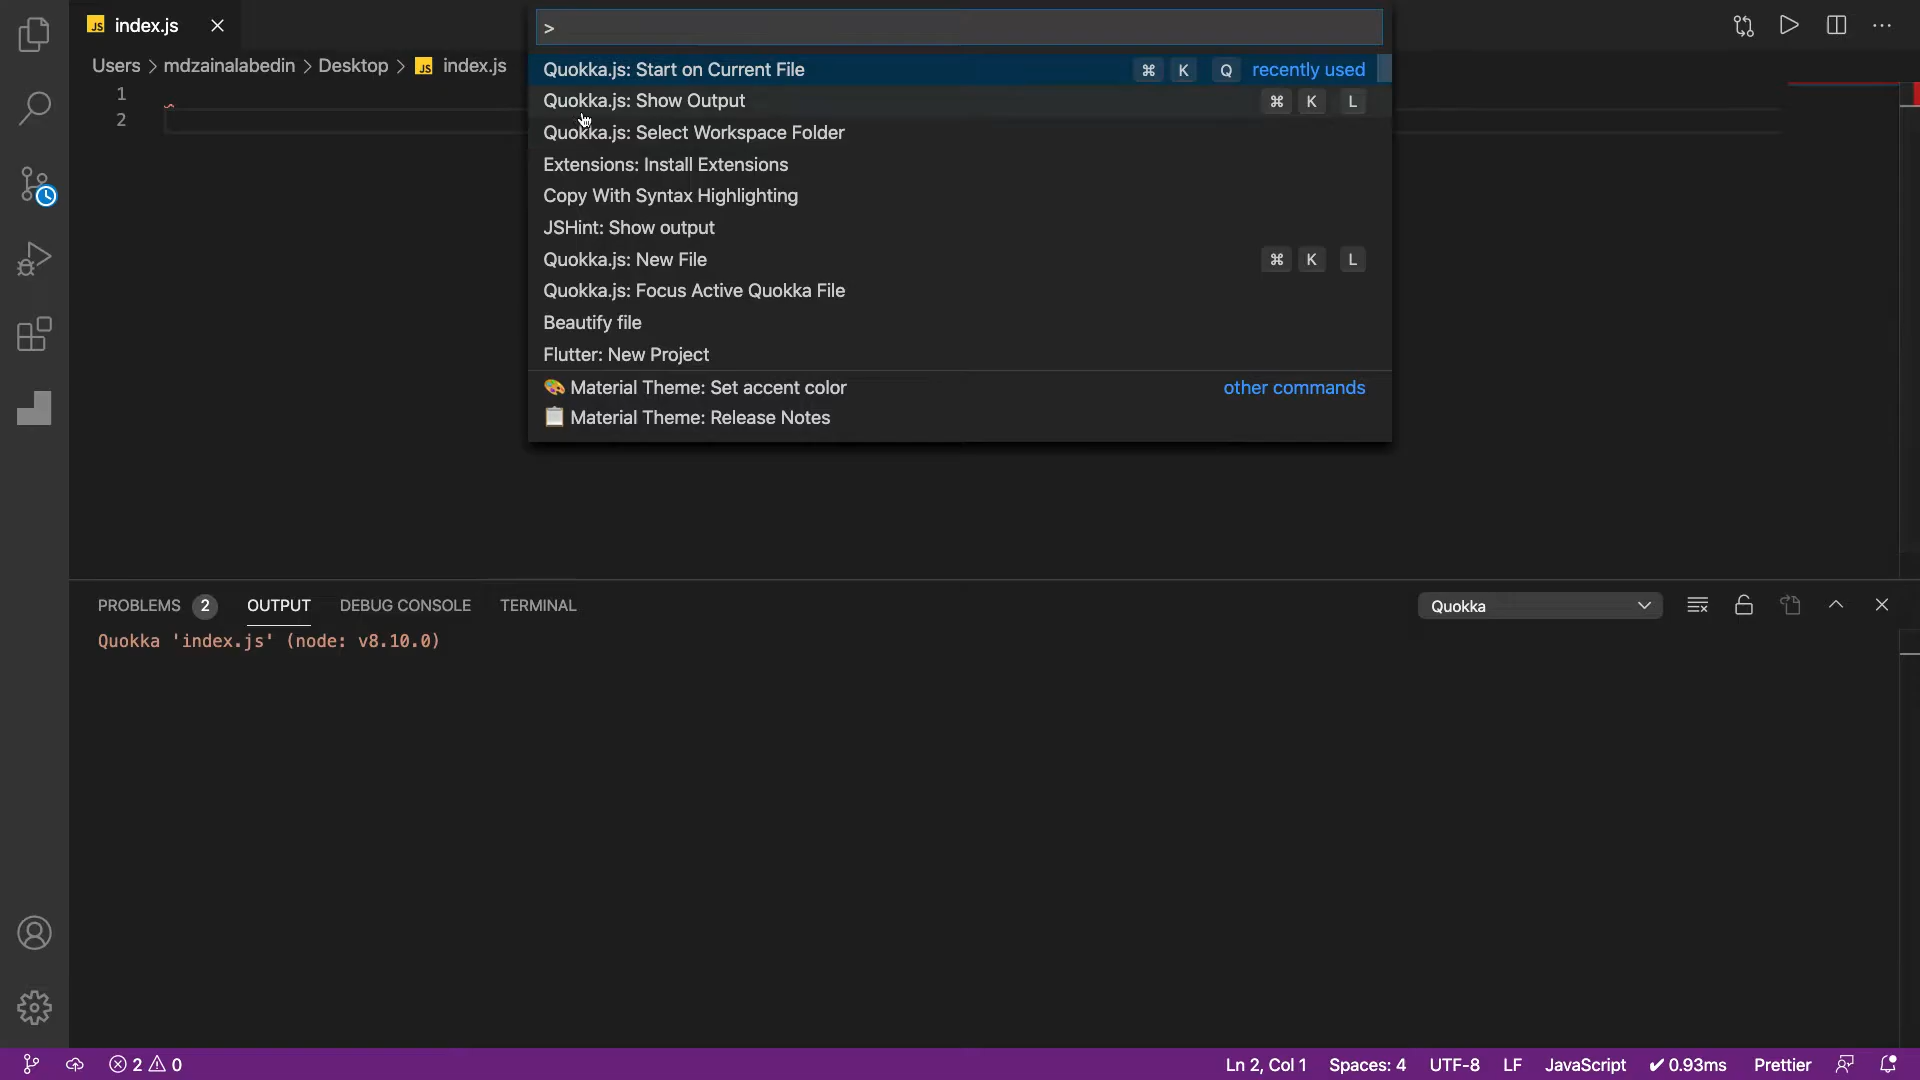 JS index.js
>
Users > mdzainalabedin > Desktop > JS index.js
Quokka.js: Start on Current File ⌘ K Q recently used
Quokka.js: Show Output ⌘ K L
Quokka.js: Select Workspace Folder
Extensions: Install Extensions
Copy With Syntax Highlighting
JSHint: Show output
Quokka.js: New File ⌘ K L
Quokka.js: Focus Active Quokka File
Beautify file
Flutter: New Project
Material Theme: Set accent color other commands
Material Theme: Release Notes
1
2
PROBLEMS 2 OUTPUT DEBUG CONSOLE TERMINAL Quokka
Quokka 'index.js' (node: v8.10.0)
2 0 Ln 2, Col 1 Spaces: 4 UTF-8 LF JavaScript ✔ 0.93ms Prettier